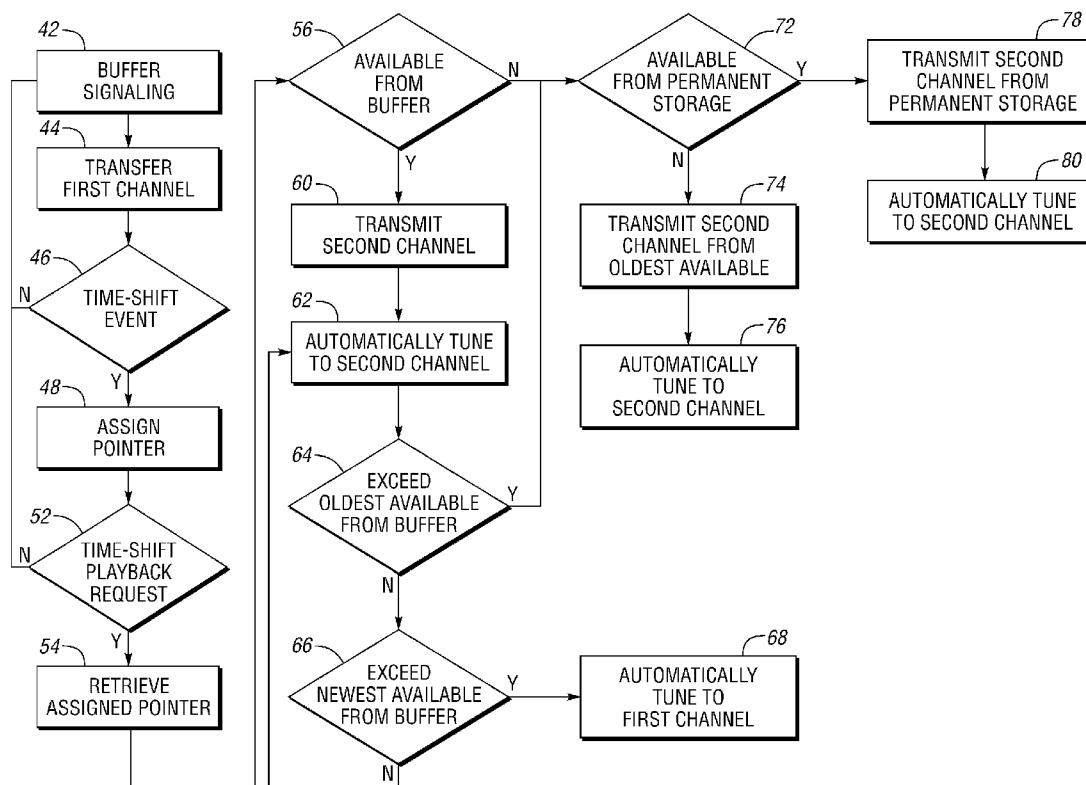 42
BUFFER
SIGNALING
44
TRANSFER
FIRST CHANNEL
46
N
TIME-SHIFT
EVENT
Y
48
ASSIGN
POINTER
52
N
TIME-SHIFT
PLAYBACK
REQUEST
Y
54
RETRIEVE
ASSIGNED POINTER
56
AVAILABLE
FROM
BUFFER
N
Y
60
TRANSMIT
SECOND CHANNEL
62
AUTOMATICALLY TUNE
TO SECOND CHANNEL
64
EXCEED
OLDEST AVAILABLE
FROM BUFFER
Y
N
66
EXCEED
NEWEST AVAILABLE
FROM BUFFER
Y
N
68
AUTOMATICALLY
TUNE TO
FIRST CHANNEL
72
AVAILABLE
FROM PERMANENT
STORAGE
Y
N
74
TRANSMIT SECOND
CHANNEL FROM
OLDEST AVAILABLE
76
AUTOMATICALLY
TUNE TO
SECOND CHANNEL
78
TRANSMIT SECOND
CHANNEL FROM
PERMANENT STORAGE
80
AUTOMATICALLY TUNE
TO SECOND CHANNEL